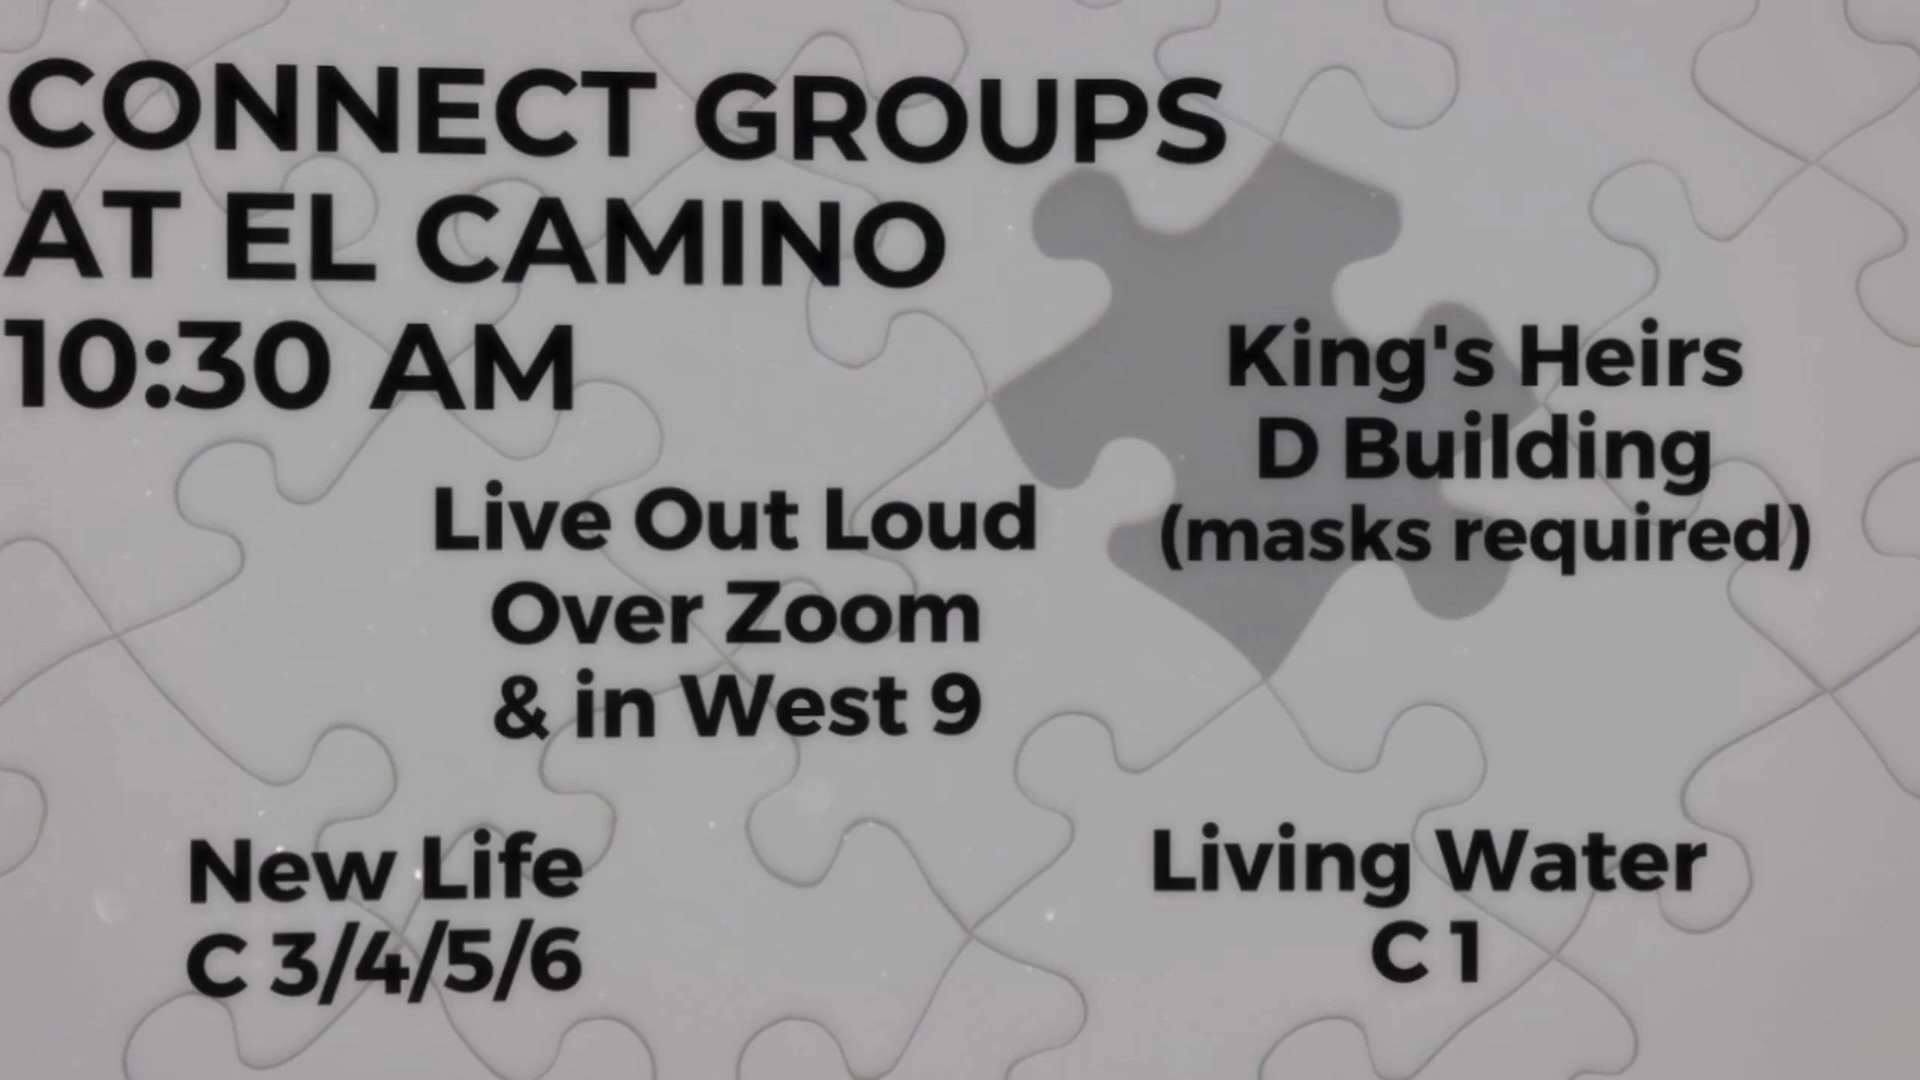 CONNECT GROUPS
AT EL CAMINO
10:30 AM
King's Heirs
D Building
(masks required)
Live Out Loud
Over Zoom
& in West 9
New Life
C 3/4/5/6
Living Water
C 1